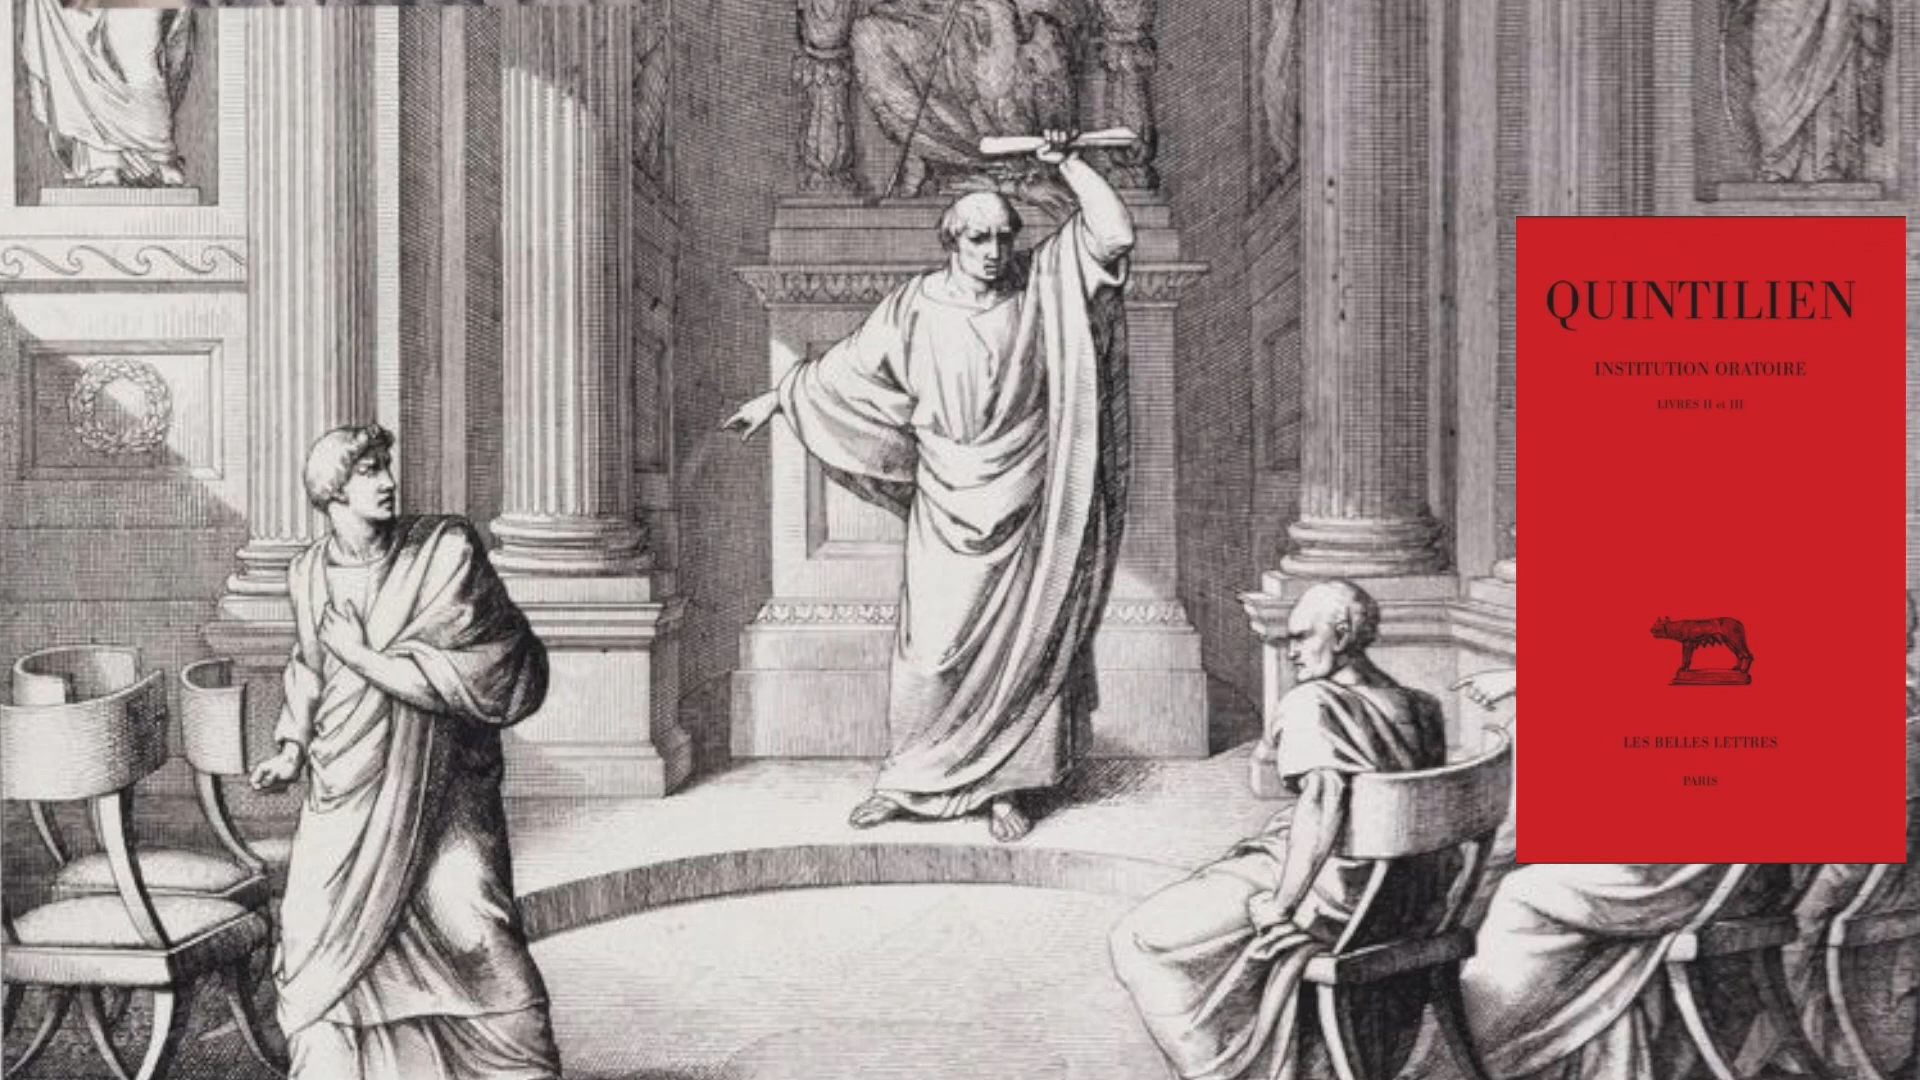 QUINTILIEN
INSTITUTION ORATOIRE
LIVRES II et III
LES BELLES LETTRES
PARIS